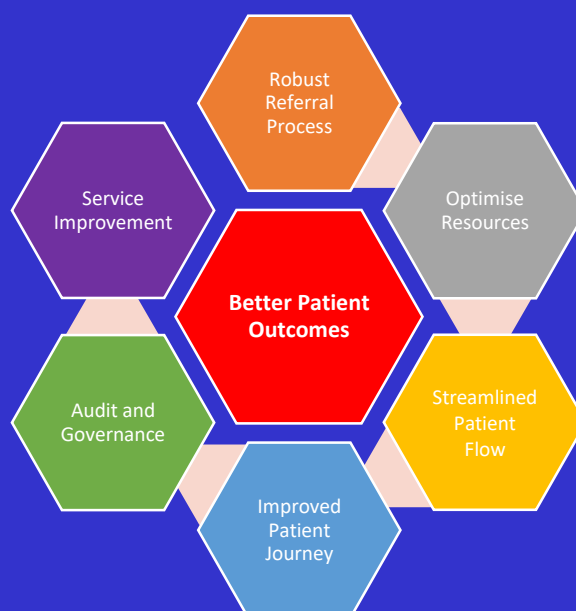 Robust
Referral
Process
Optimise
Resources
Streamlined
Patient
Flow
Improved
Patient
Journey
Audit and
Governance
Service
Improvement
Better Patient
Outcomes